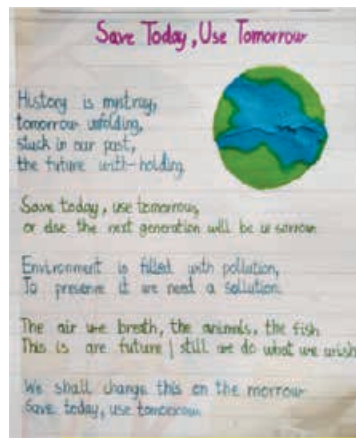 Save Today, Use Tomorrow
History is mystray,
tomorrow unfolding,
stuck in our past,
the future with-holding
Save today, use tomorrow,
or else the next generation will be in sorrow
Environment is filled with pollution,
To preserve it we need a sollution.
The air we breath, the animals, the fish
This is are future | still we do what we wish
We shall change this on the morrow
Save today, use tomorrow.